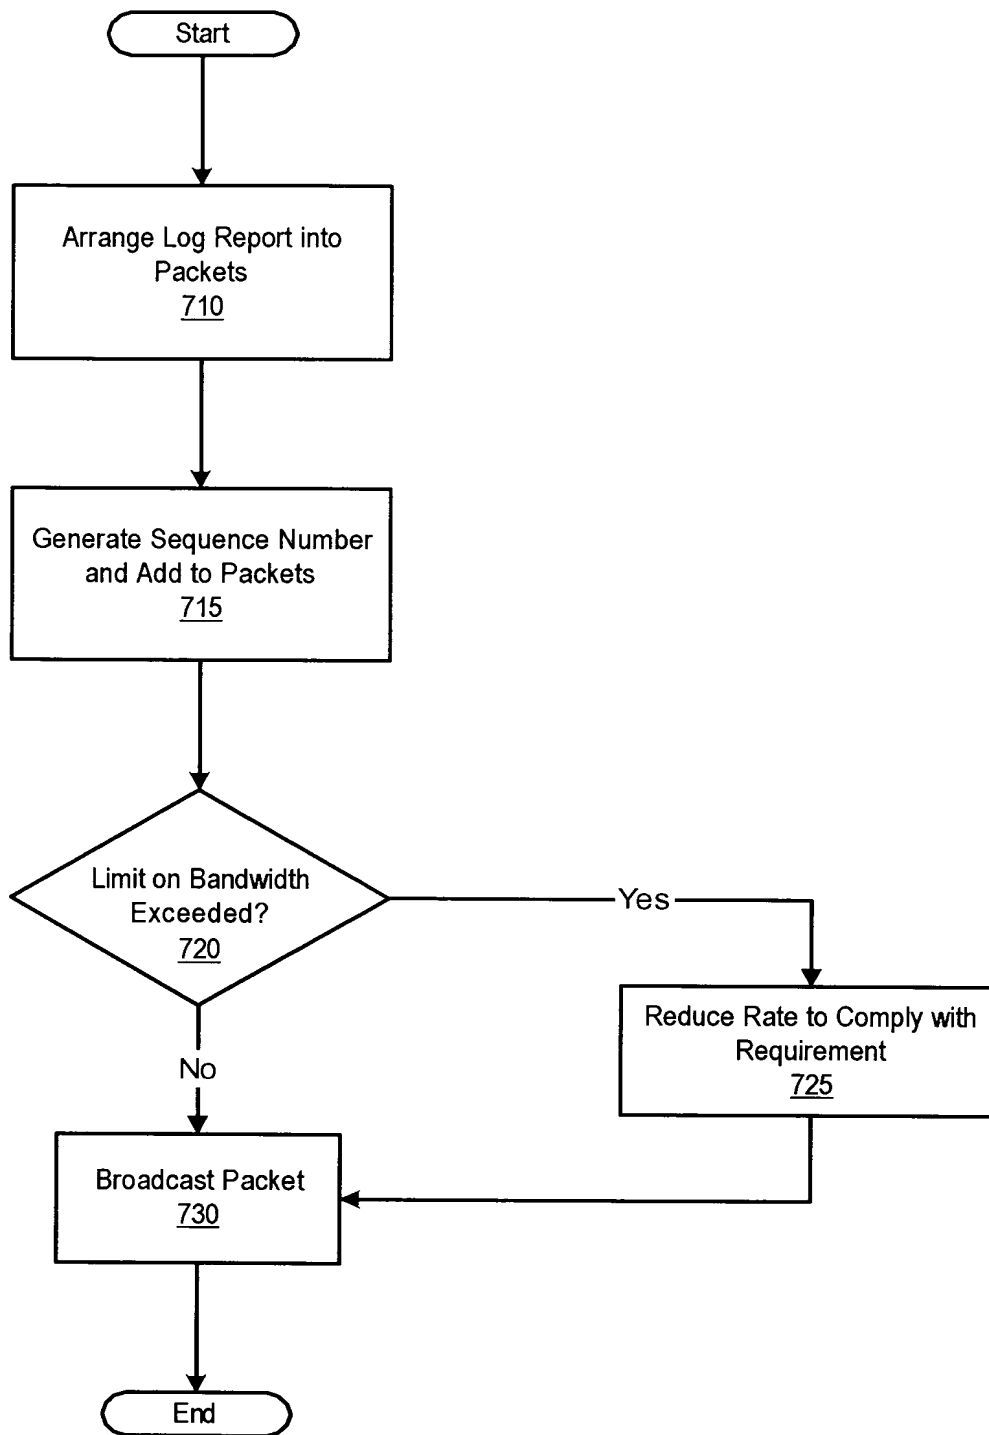 Start
Arrange Log Report into
Packets
710
Generate Sequence Number
and Add to Packets
715
Limit on Bandwidth
Exceeded?
720
Yes
Reduce Rate to Comply with
Requirement
725
No
Broadcast Packet
730
End